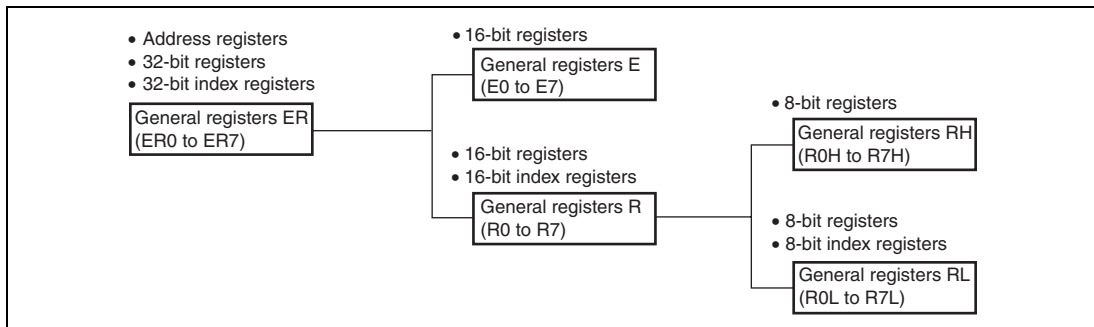 • Address registers
• 32-bit registers
• 32-bit index registers
General registers ER
(ER0 to ER7)
• 16-bit registers
General registers E
(E0 to E7)
• 16-bit registers
• 16-bit index registers
General registers R
(R0 to R7)
• 8-bit registers
General registers RH
(R0H to R7H)
• 8-bit registers
• 8-bit index registers
General registers RL
(R0L to R7L)